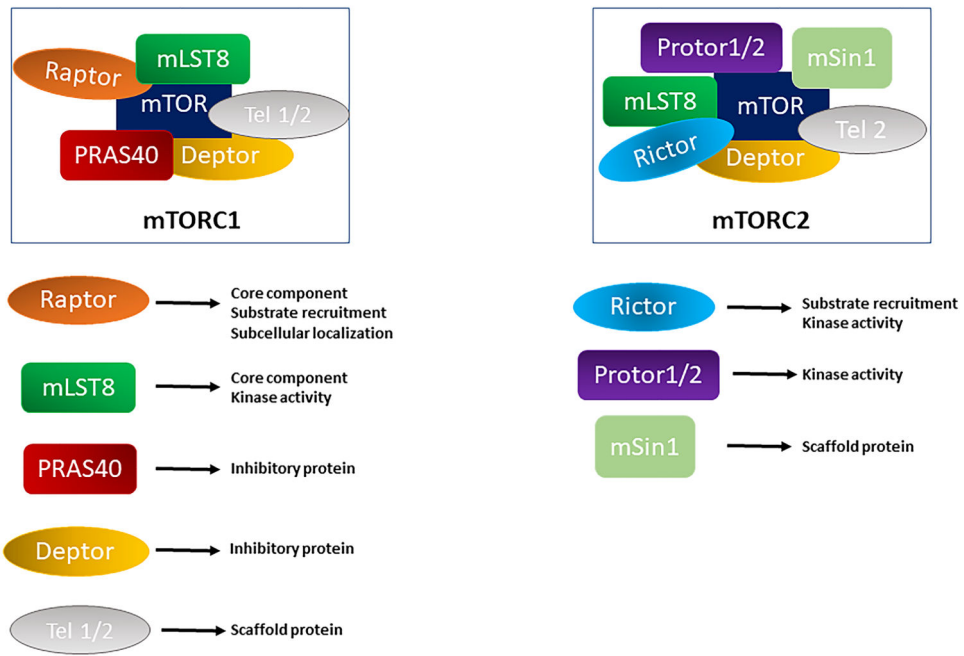 Raptor
mLST8
mTOR
Tel 1/2
PRAS40
Deptor
mTORC1
Protor1/2
mSin1
mLST8
mTOR
Tel 2
Rictor
Deptor
mTORC2
Raptor
Core component
Substrate recruitment
Subcellular localization
mLST8
Core component
Kinase activity
PRAS40
Inhibitory protein
Deptor
Inhibitory protein
Tel 1/2
Scaffold protein
Rictor
Substrate recruitment
Kinase activity
Protor1/2
Kinase activity
mSin1
Scaffold protein